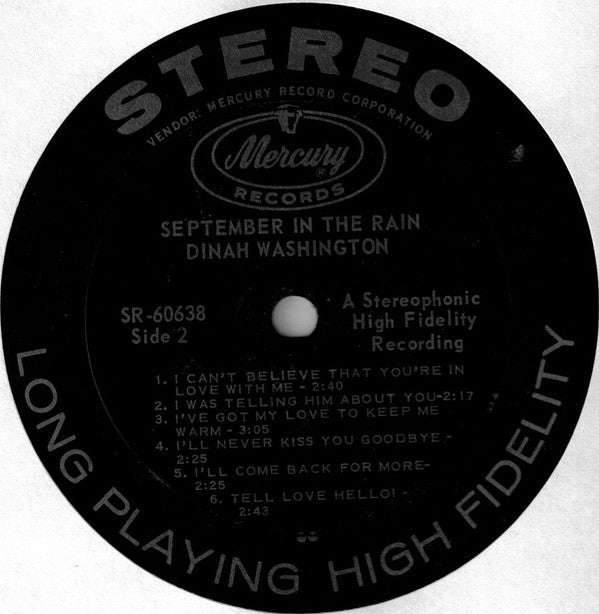 STEREO
VENDOR: MERCURY RECORD CORPORATION
Mercury
®
RECORDS
SEPTEMBER IN THE RAIN
DINAH WASHINGTON
SR-60638
Side 2
A Stereophonic
High Fidelity
Recording
1. I CAN'T BELIEVE THAT YOU'RE IN
LOVE WITH ME - 2:40
2. I WAS TELLING HIM ABOUT YOU-2:17
3. I'VE GOT MY LOVE TO KEEP ME
WARM - 3:05
4. I'LL NEVER KISS YOU GOODBYE -
2:25
5. I'LL COME BACK FOR MORE-
2:25
6. TELL LOVE HELLO! -
2:43
LONG PLAYING HIGH FIDELITY